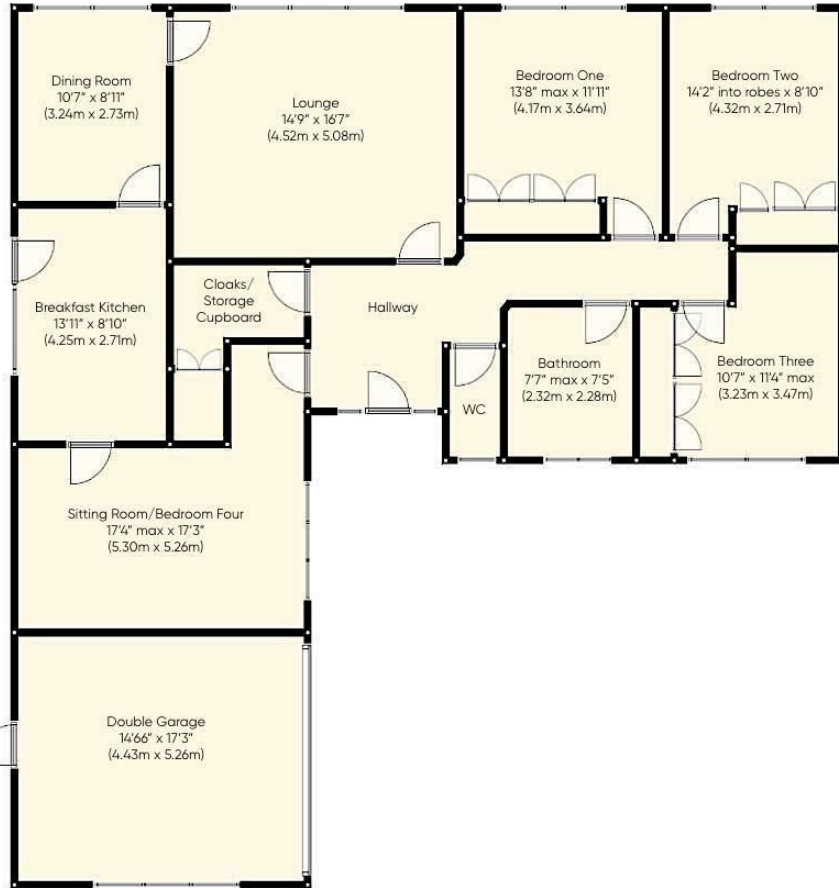 Dining Room
10'7" x 8'11"
(3.24m x 2.73m)
Lounge
14'9" x 16'7"
(4.52m x 5.08m)
Bedroom One
13'8" max x 11'11"
(4.17m x 3.64m)
Bedroom Two
14'2" into robes x 8'10"
(4.32m x 2.71m)
Breakfast Kitchen
13'11" x 8'10"
(4.25m x 2.71m)
Cloaks/
Storage
Cupboard
Hallway
WC
Bathroom
7'7" max x 7'5"
(2.32m x 2.28m)
Bedroom Three
10'7" x 11'4" max
(3.23m x 3.47m)
Sitting Room/Bedroom Four
17'4" max x 17'3"
(5.30m x 5.26m)
Double Garage
14'66" x 17'3"
(4.43m x 5.26m)